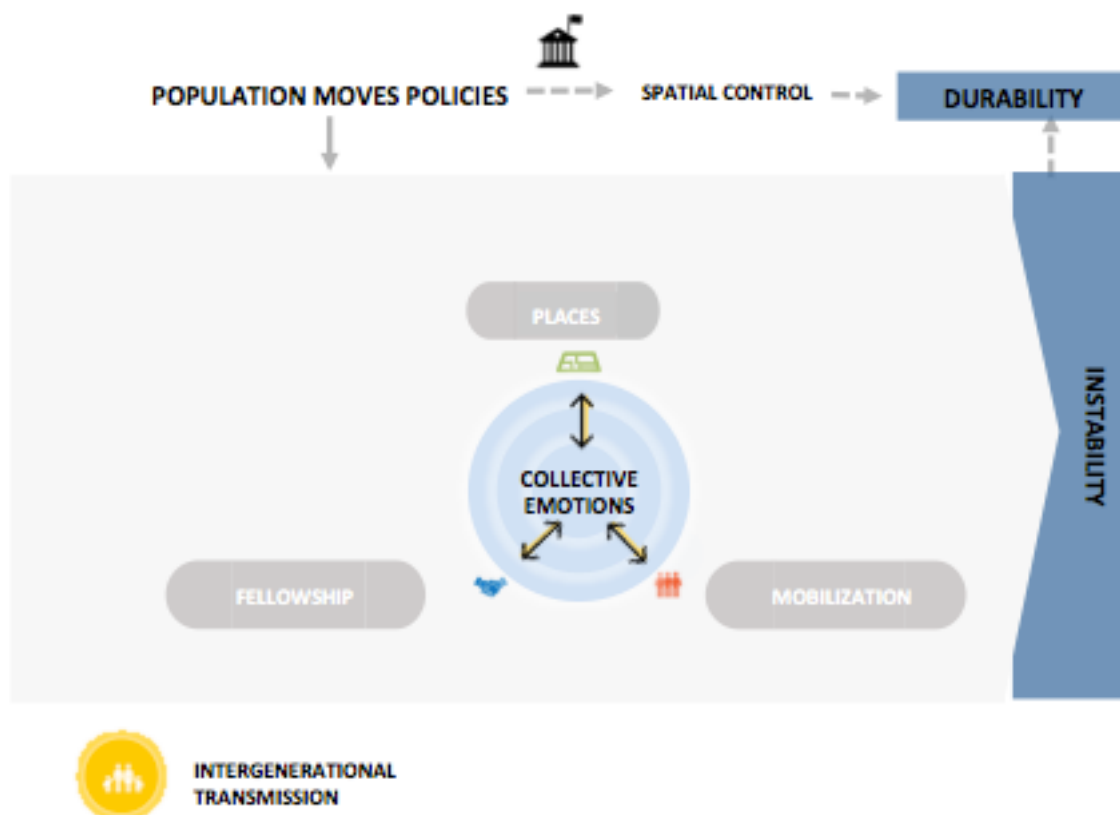 POPULATION MOVES POLICIES
SPATIAL CONTROL
DURABILITY
PLACES
COLLECTIVE
EMOTIONS
INSTABILITY
FELLOWSHIP
MOBILIZATION
INTERGENERATIONAL
TRANSMISSION